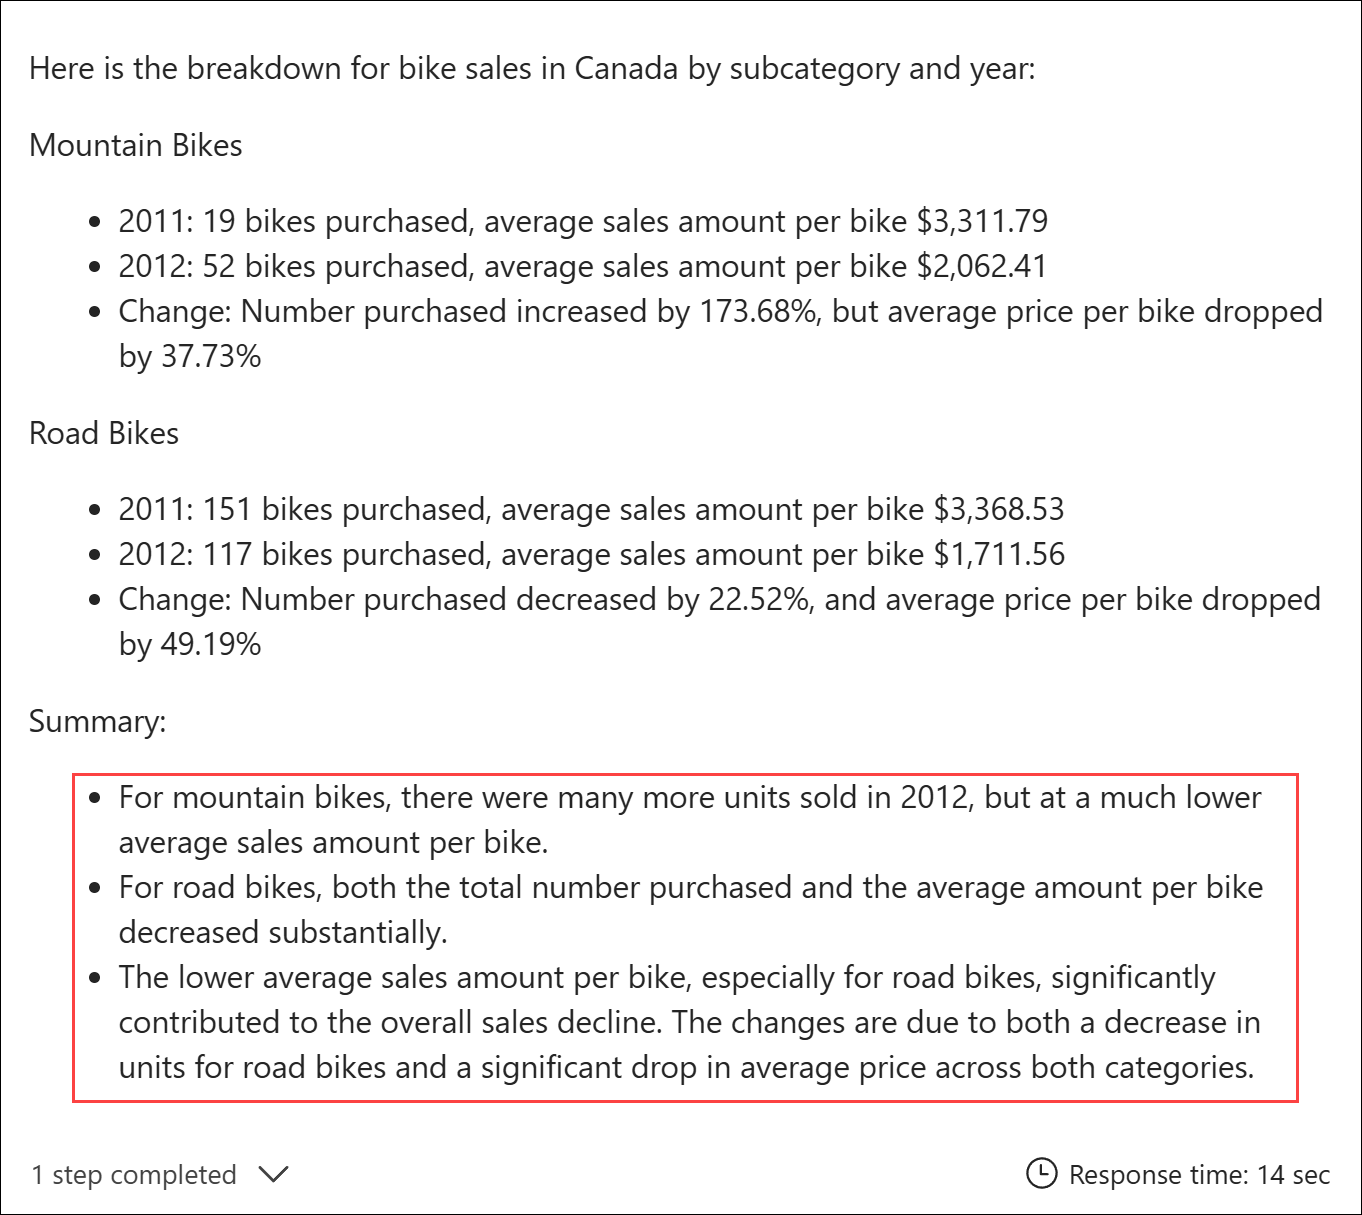 Here is the breakdown for bike sales in Canada by subcategory and year:
Mountain Bikes
• 2011: 19 bikes purchased, average sales amount per bike $3,311.79
• 2012: 52 bikes purchased, average sales amount per bike $2,062.41
• Change: Number purchased increased by 173.68%, but average price per bike dropped
by 37.73%
Road Bikes
• 2011: 151 bikes purchased, average sales amount per bike $3,368.53
• 2012: 117 bikes purchased, average sales amount per bike $1,711.56
• Change: Number purchased decreased by 22.52%, and average price per bike dropped
by 49.19%
Summary:
• For mountain bikes, there were many more units sold in 2012, but at a much lower
average sales amount per bike.
• For road bikes, both the total number purchased and the average amount per bike
decreased substantially.
• The lower average sales amount per bike, especially for road bikes, significantly
contributed to the overall sales decline. The changes are due to both a decrease in
units for road bikes and a significant drop in average price across both categories.
1 step completed
Response time: 14 sec